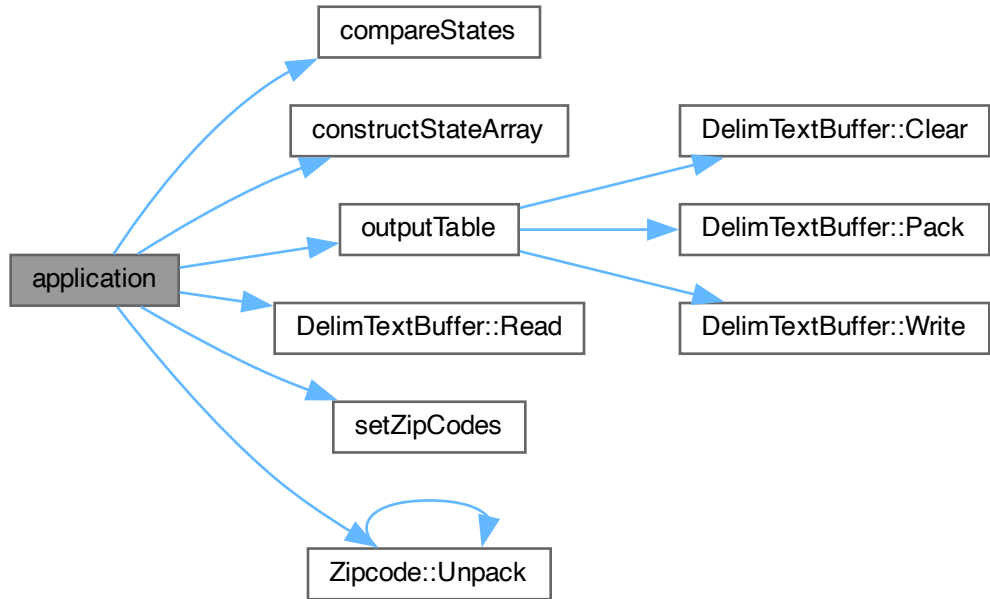 compareStates
constructStateArray
DelimTextBuffer::Clear
outputTable
DelimTextBuffer::Pack
application
DelimTextBuffer::Read
DelimTextBuffer::Write
setZipCodes
Zipcode::Unpack